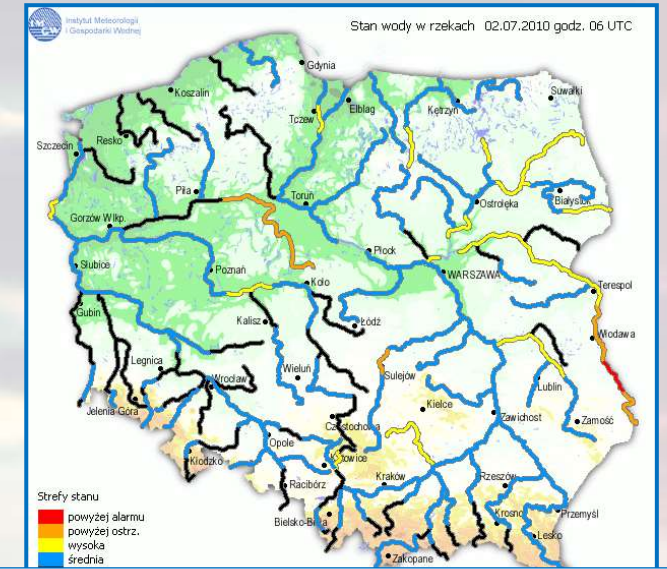 Instytut Meteorologii
i Gospodarki Wodnej
Stan wody w rzekach 02.07.2010 godz. 06 UTC
Gdynia
Koszalin
Suwałki
Elbląg
Kętrzyn
Tczew
Resko
Szczecin
Piła
Toruń
Ostrołęka
Białystok
Gorzów Wlkp.
Płock
Słubice
Poznań
WARSZAWA
Koło
Terespol
Gubin
Kalisz
Łódź
Włodawa
Legnica
Wieluń
Sulejów
Lublin
Wrocław
Jelenia Góra
Kielce
Zawichost
Zamość
Częstochowa
Opole
Kłodzko
Katowice
Racibórz
Kraków
Rzeszów
Strefy stanu
powyżej alarmu
powyżej ostrz.
wysoka
średnia
Bielsko-Biała
Krosno
Przemyśl
Lesko
Zakopane